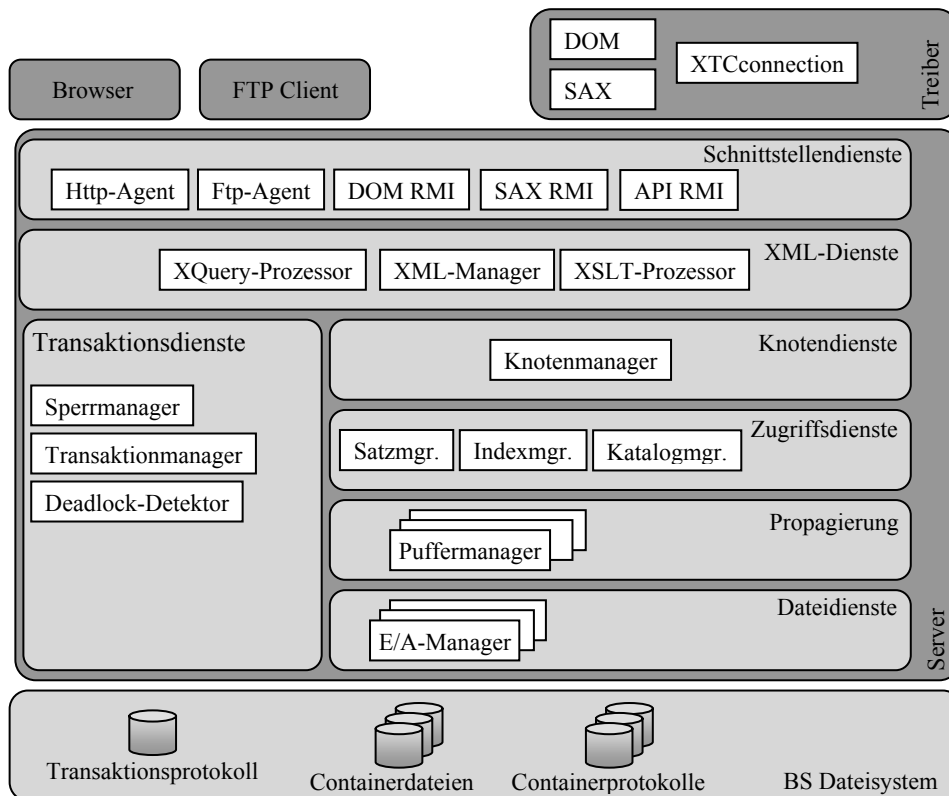 DOM
SAX
XTCconnection
Treiber
Browser
FTP Client
Schnittstellendienste
Http-Agent
Ftp-Agent
DOM RMI
SAX RMI
API RMI
XML-Dienste
XQuery-Prozessor
XML-Manager
XSLT-Prozessor
Transaktionsdienste
Sperrmanager
Transaktionmanager
Deadlock-Detektor
Knotendienste
Knotenmanager
Zugriffsdienste
Satzmgr.
Indexmgr.
Katalogmgr.
Propagierung
Puffermanager
Dateidienste
E/A-Manager
Server
Transaktionsprotokoll
Containerdateien
Containerprotokolle
BS Dateisystem